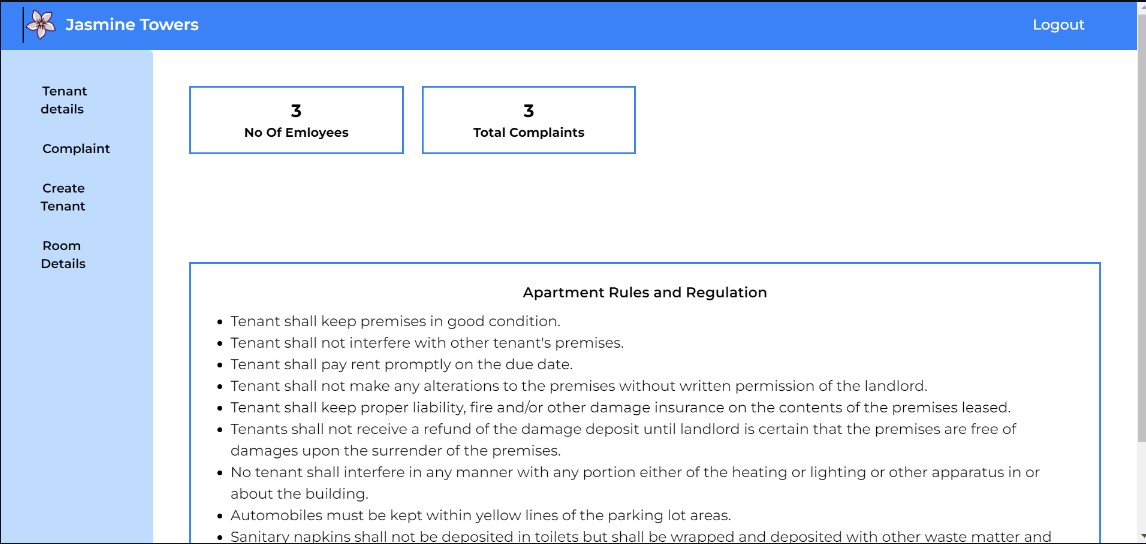 Jasmine Towers
Logout
Tenant
details
Complaint
Create
Tenant
Room
Details
3
No Of Emloyees
3
Total Complaints
Apartment Rules and Regulation
Tenant shall keep premises in good condition.
Tenant shall not interfere with other tenant's premises.
Tenant shall pay rent promptly on the due date.
Tenant shall not make any alterations to the premises without written permission of the landlord.
Tenant shall keep proper liability, fire and/or other damage insurance on the contents of the premises leased.
Tenants shall not receive a refund of the damage deposit until landlord is certain that the premises are free of
damages upon the surrender of the premises.
No tenant shall interfere in any manner with any portion either of the heating or lighting or other apparatus in or
about the building.
Automobiles must be kept within yellow lines of the parking lot areas.
Sanitary napkins shall not be deposited in toilets but shall be wrapped and deposited with other waste matter and